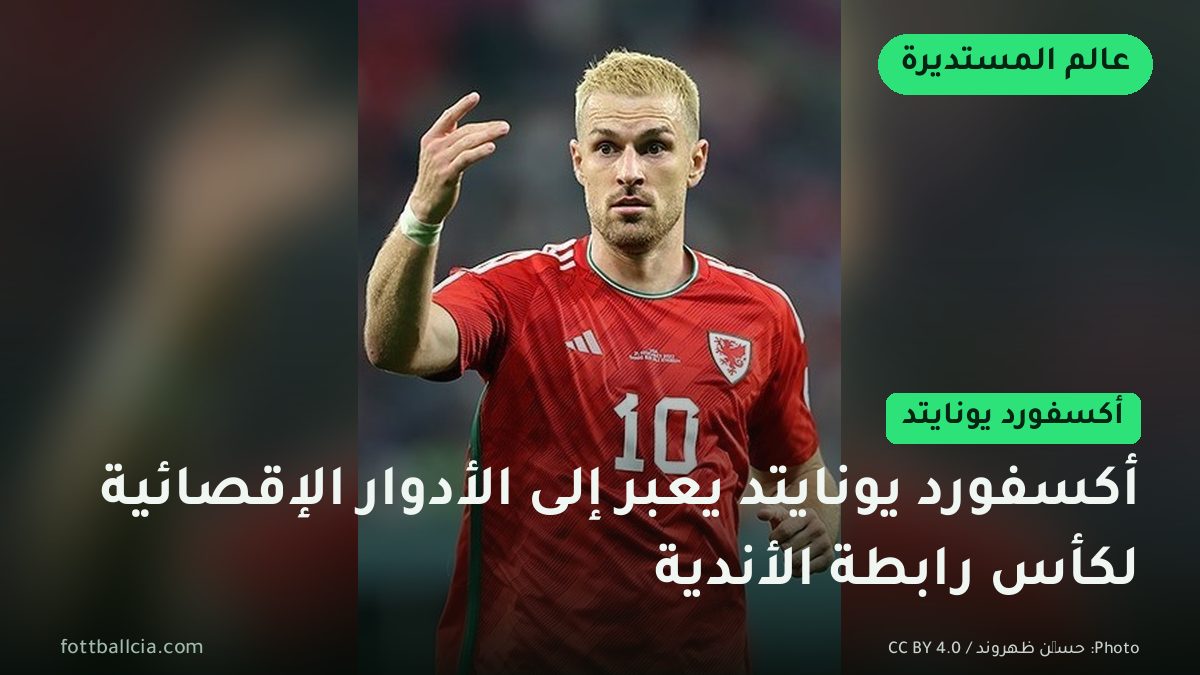 عالم المستديرة
10
أكسفورد يونايتد
أكسفورد يونايتد يعبر إلى الأدوار الإقصائية
لكأس رابطة الأندية
fottballcia.com
Photo: حسن ظهروند / CC BY 4.0